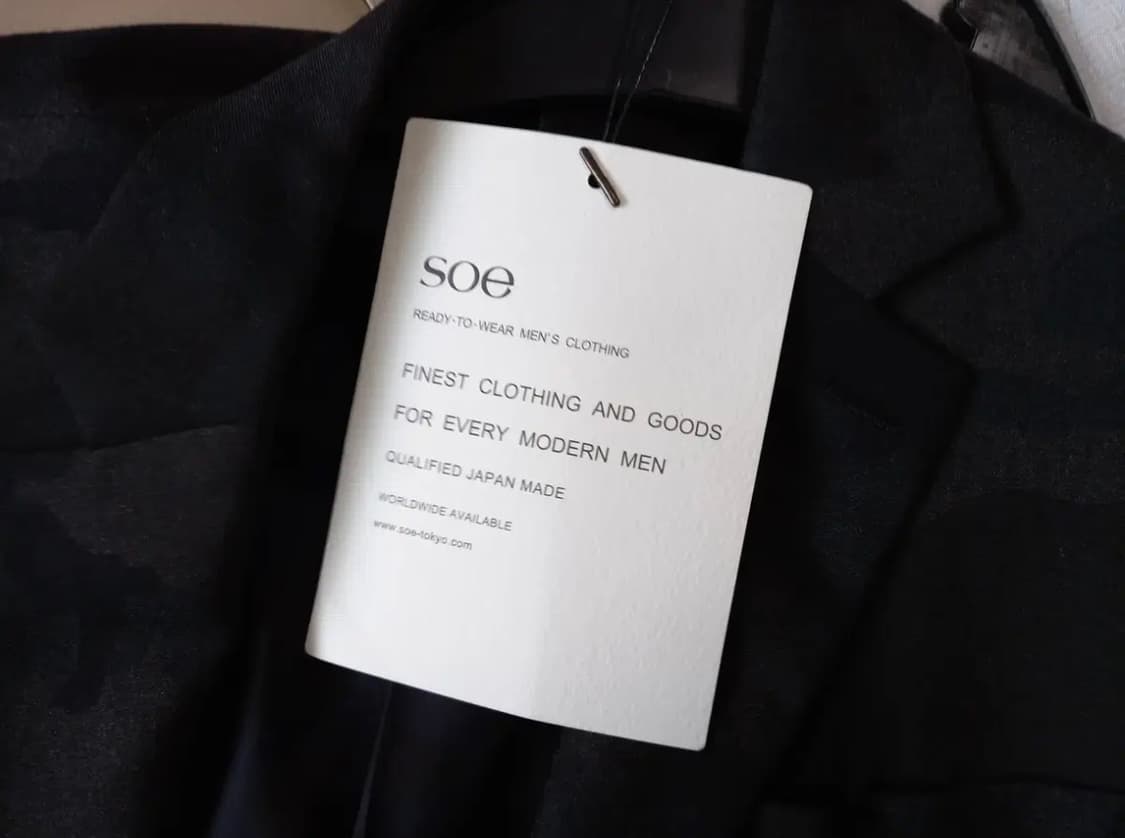 soe
READY-TO-WEAR MEN'S CLOTHING
FINEST CLOTHING AND GOODS
FOR EVERY MODERN MEN
QUALIFIED JAPAN MADE
WORLDWIDE AVAILABLE
www.soe-tokyo.com